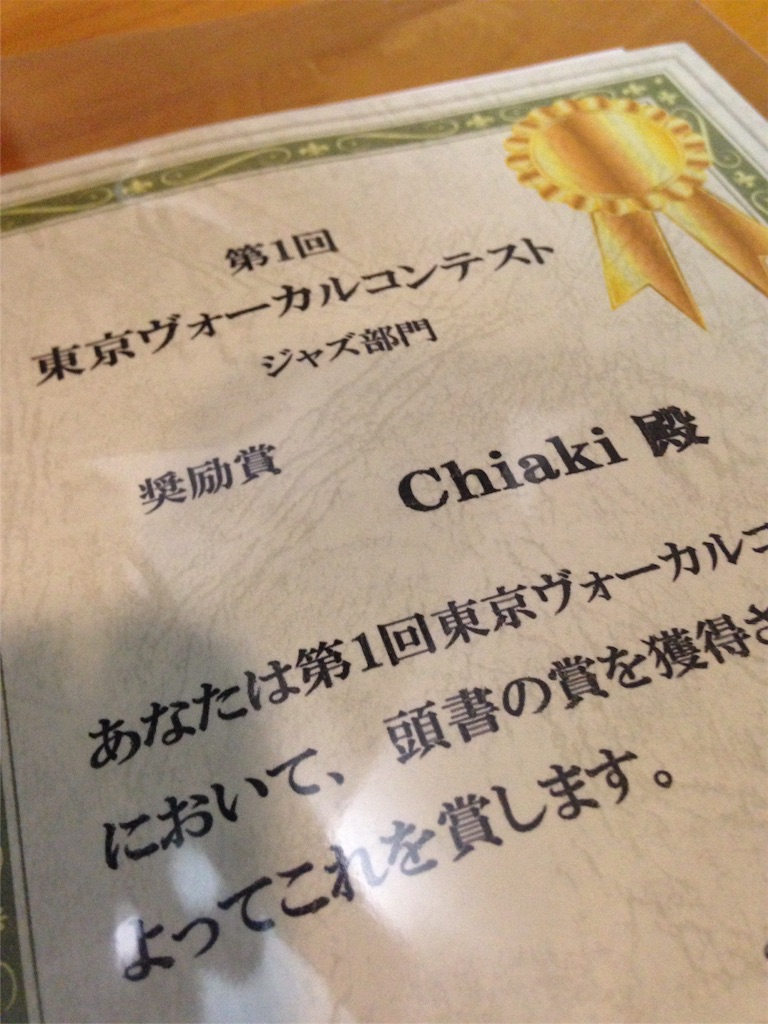 第1回
東京ヴォーカルコンテスト
ジャズ部門
奨励賞
Chiaki 殿
あなたは第1回東京ヴォーカルコ
において、頭書の賞を獲得さ
よってこれを賞します。